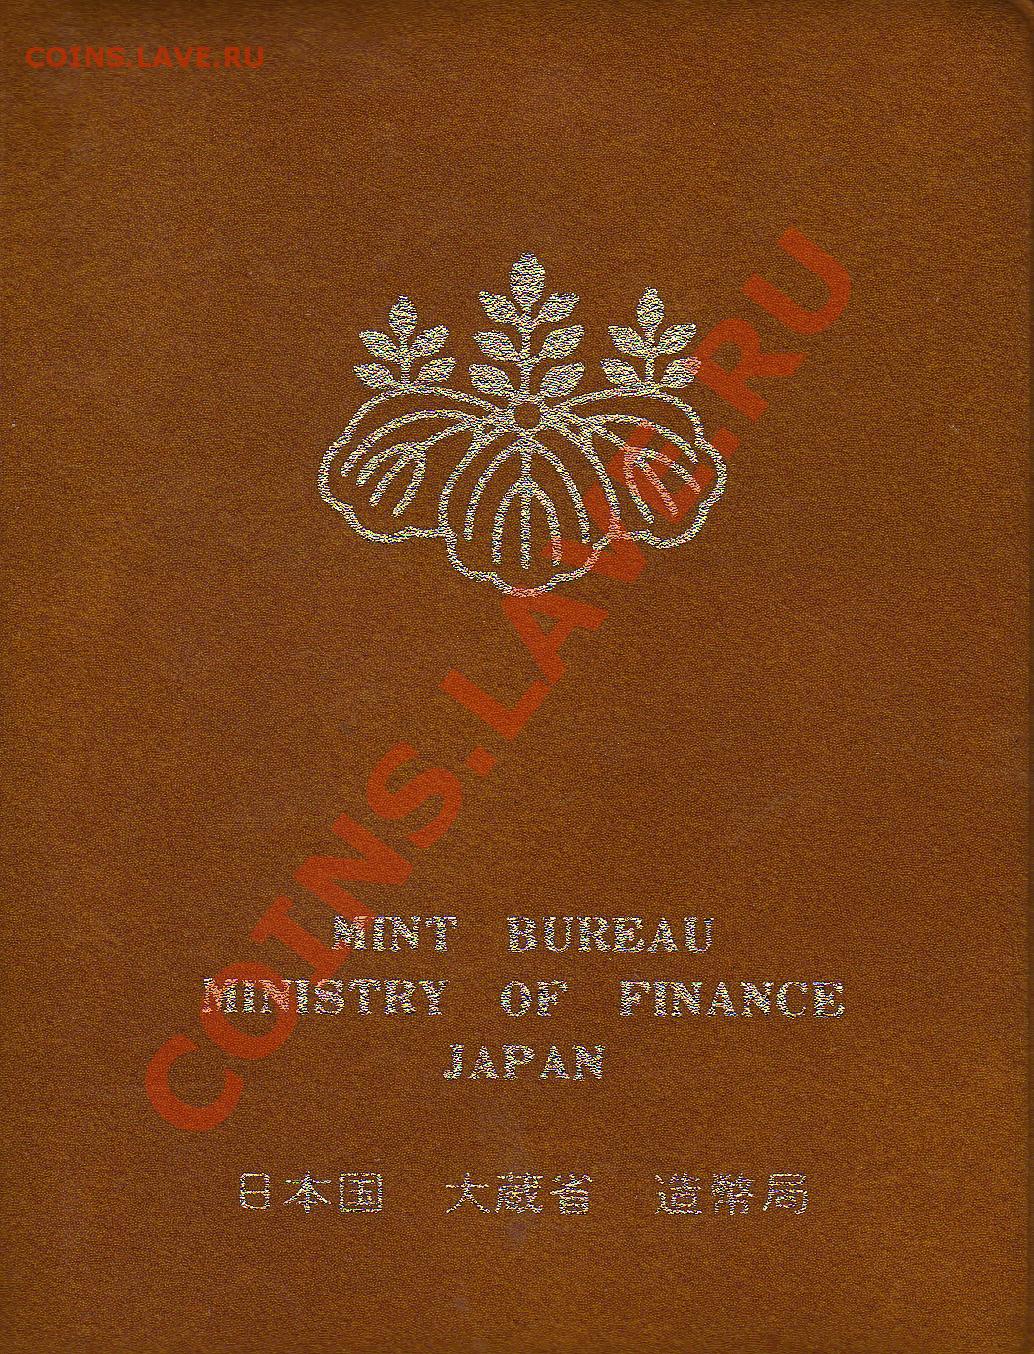 COINS.LAVE.RU
COINS.LAVE.RU
MINT BUREAU
MINISTRY OF FINANCE
JAPAN
日本国 大蔵省 造幣局